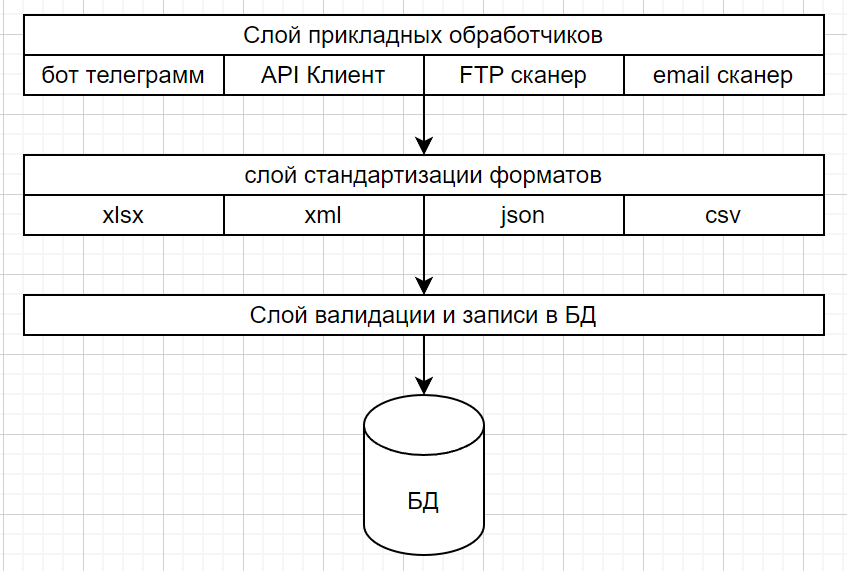 Слой прикладных обработчиков
бот телеграмм API Клиент FTP сканер email сканер
слой стандартизации форматов
xlsx xml json csv
Слой валидации и записи в БД
БД